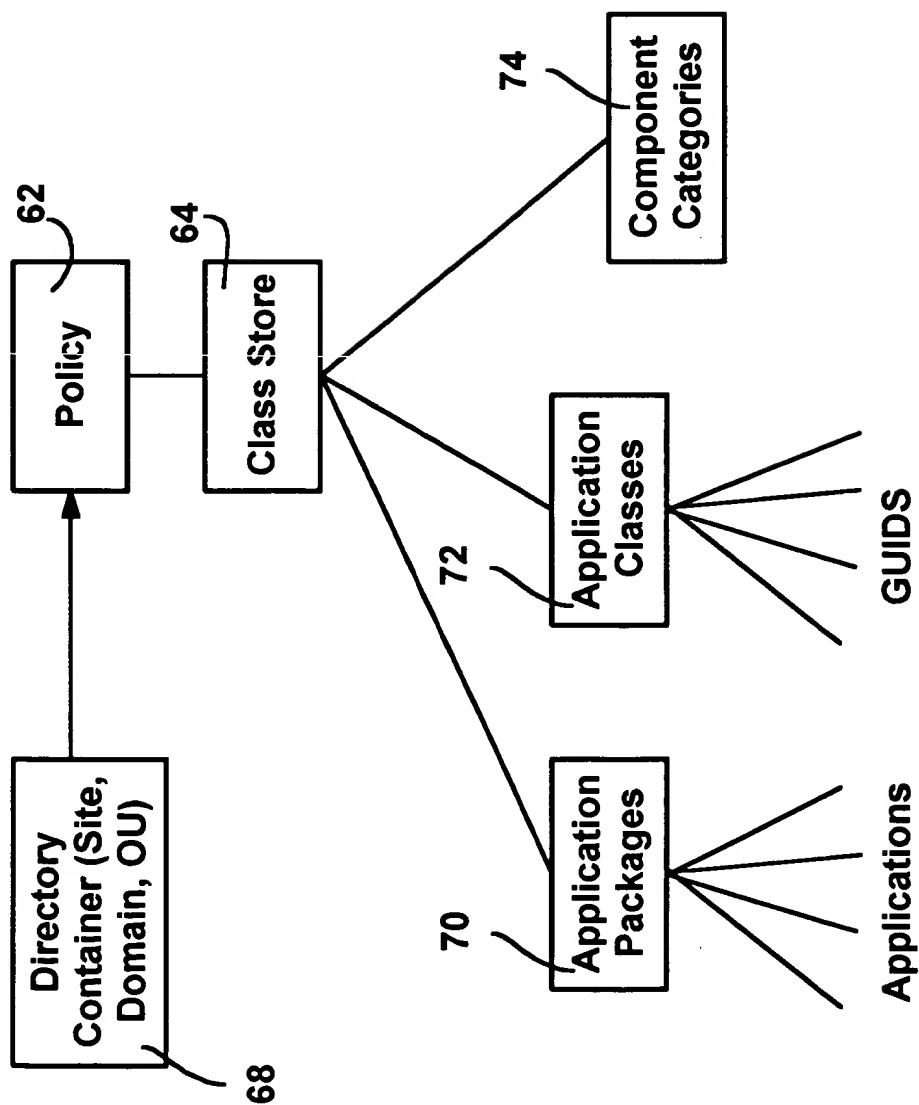 Directory
Container (Site,
Domain, OU)
68
Policy
62
Class Store
64
Application
Packages
70
Application
Classes
72
Component
Categories
74
Applications
GUIDS